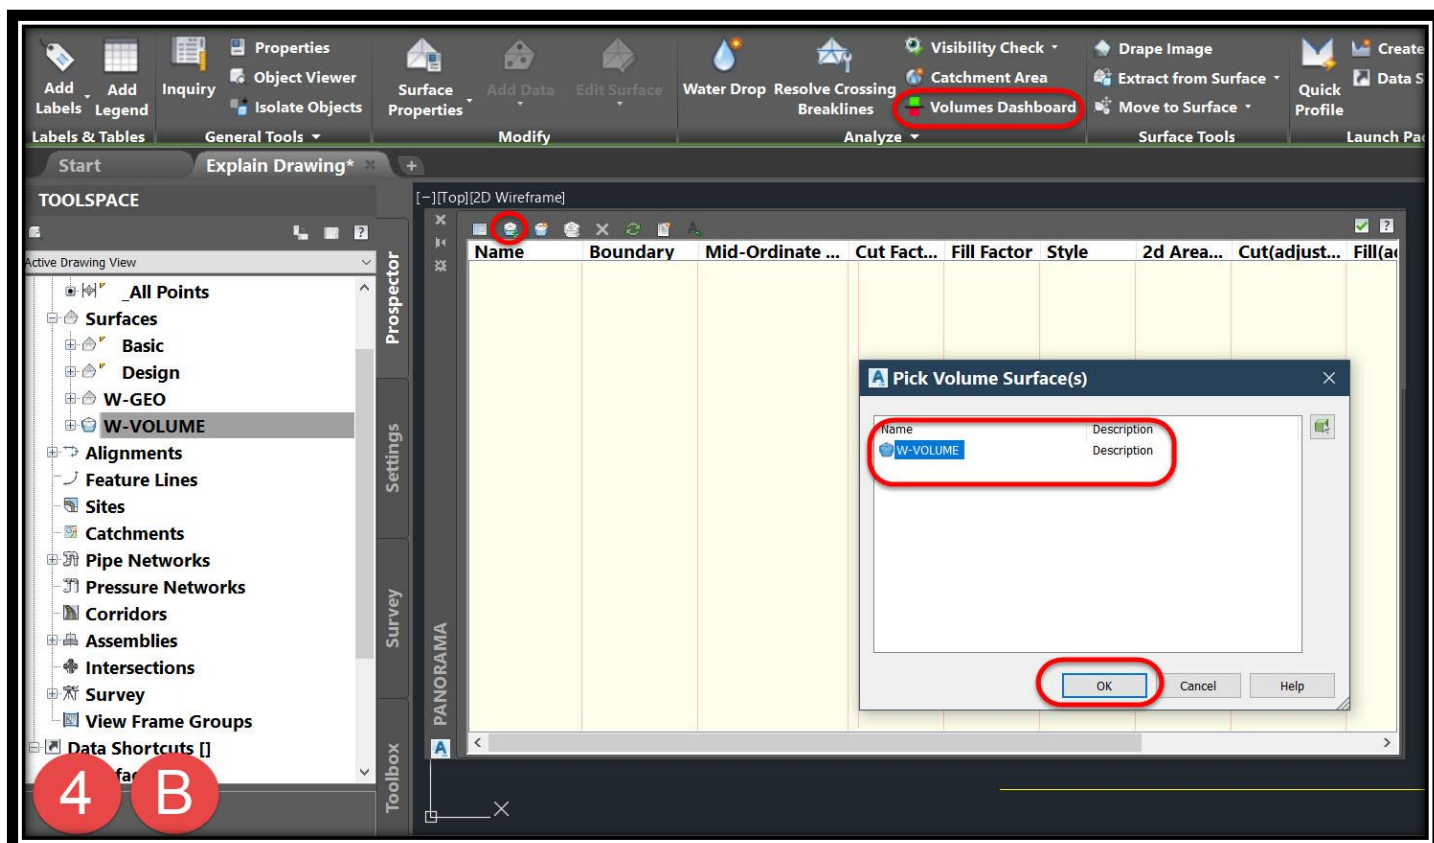 Add Labels
Add Legend
Labels & Tables
Inquiry
Properties
Object Viewer
Isolate Objects
General Tools
Surface Properties
Add Data
Edit Surface
Modify
Water Drop
Resolve Crossing Breaklines
Visibility Check
Catchment Area
Volumes Dashboard
Analyze
Drape Image
Extract from Surface
Move to Surface
Surface Tools
Quick Profile
Create
Data S
Launch Pa
Start
Explain Drawing*
+
TOOLSPACE
?
Active Drawing View
_All Points
Surfaces
Basic
Design
W-GEO
W-VOLUME
Alignments
Feature Lines
Sites
Catchments
Pipe Networks
Pressure Networks
Corridors
Assemblies
Intersections
Survey
View Frame Groups
Data Shortcuts []
4
B
Prospector
Settings
Survey
Toolbox
[−][Top][2D Wireframe]
PANORAMA
?
Name Boundary Mid-Ordinate ... Cut Fact... Fill Factor Style 2d Area... Cut(adjust... Fill(a
Pick Volume Surface(s)
Name Description
W-VOLUME Description
OK Cancel Help
X